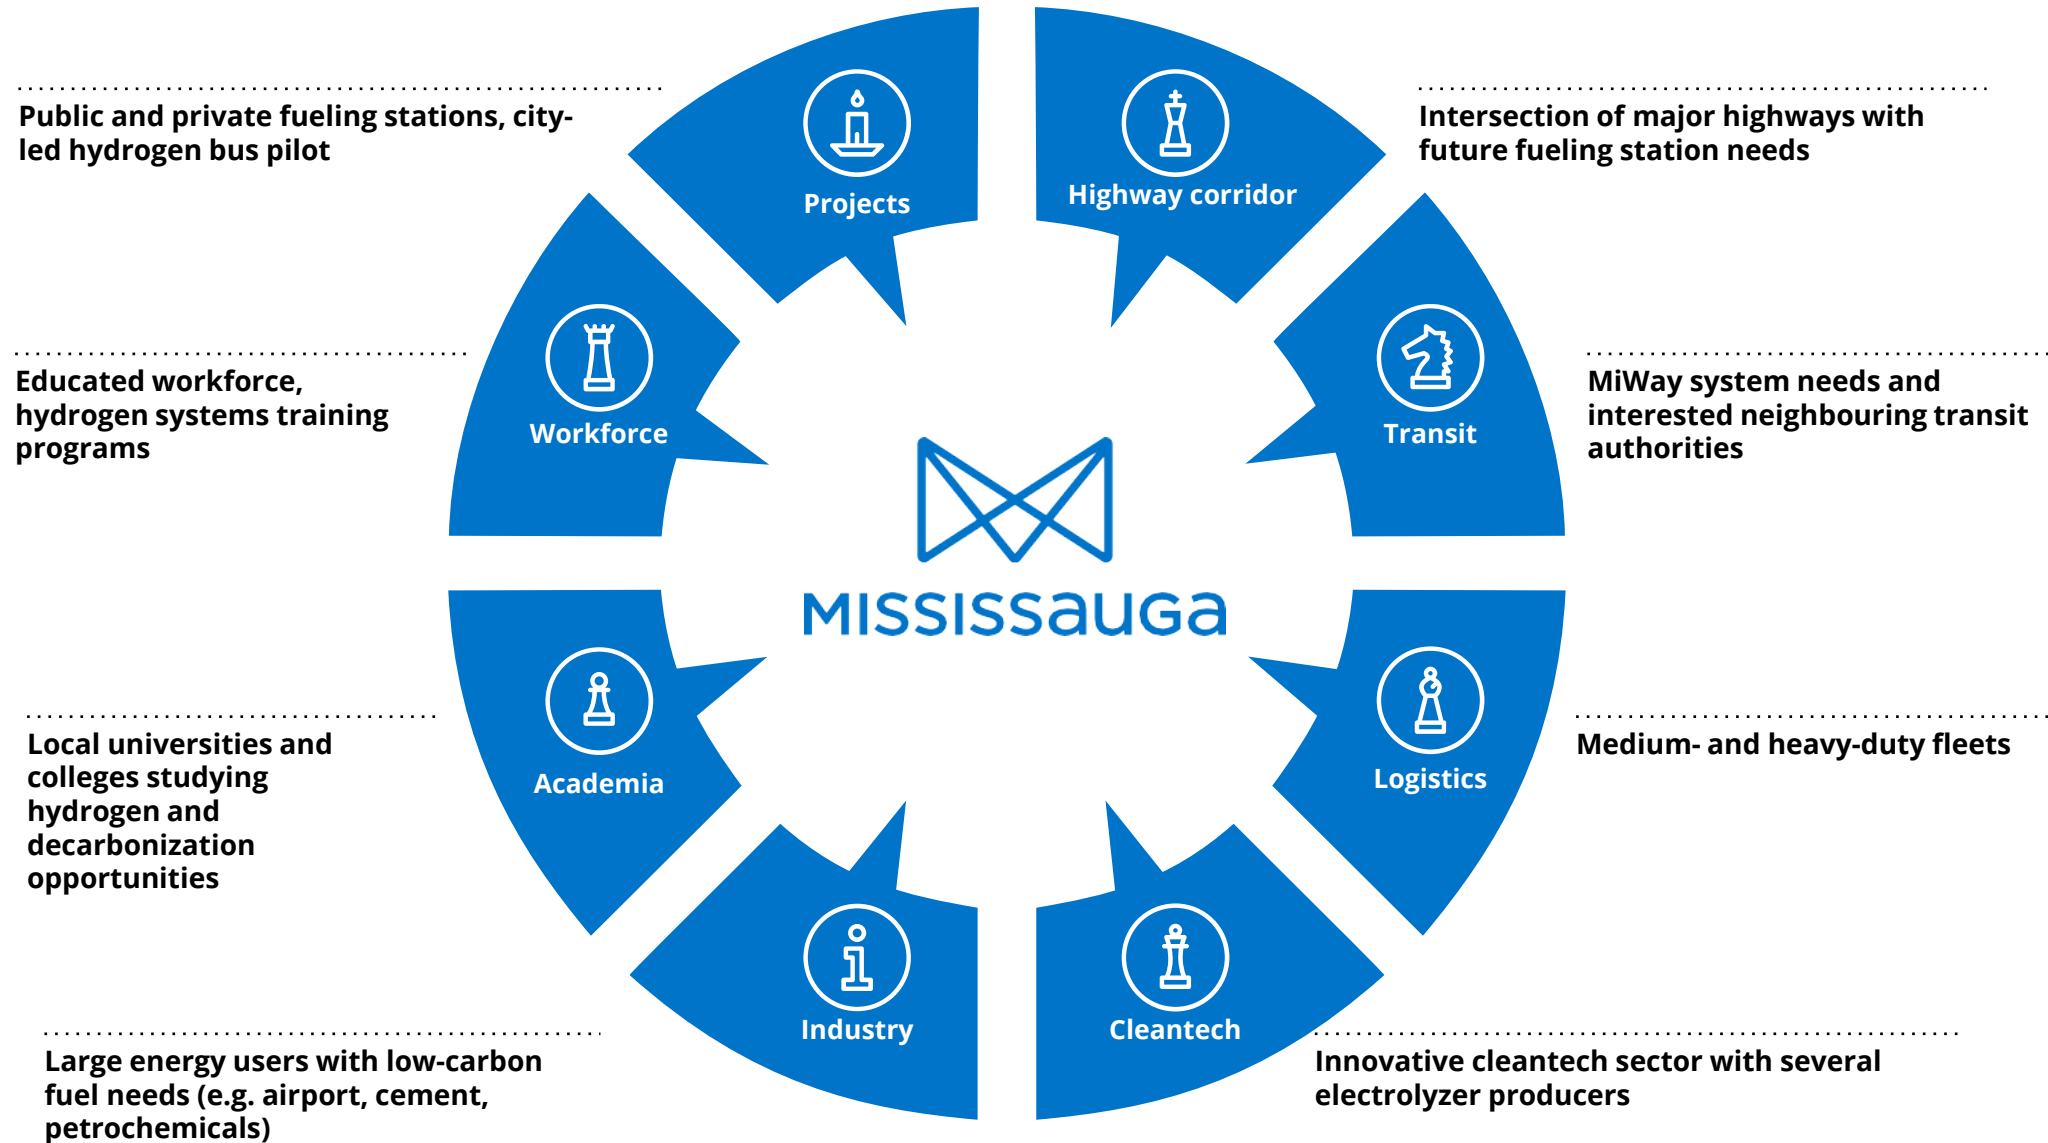 Public and private fueling stations, city-
led hydrogen bus pilot
Projects
Highway corridor
Intersection of major highways with
future fueling station needs
Educated workforce,
hydrogen systems training
programs
Workforce
Transit
MiWay system needs and
interested neighbouring transit
authorities
MISSISSauGa
Local universities and
colleges studying
hydrogen and
decarbonization
opportunities
Academia
Logistics
Medium- and heavy-duty fleets
Large energy users with low-carbon
fuel needs (e.g. airport, cement,
petrochemicals)
Industry
Cleantech
Innovative cleantech sector with several
electrolyzer producers